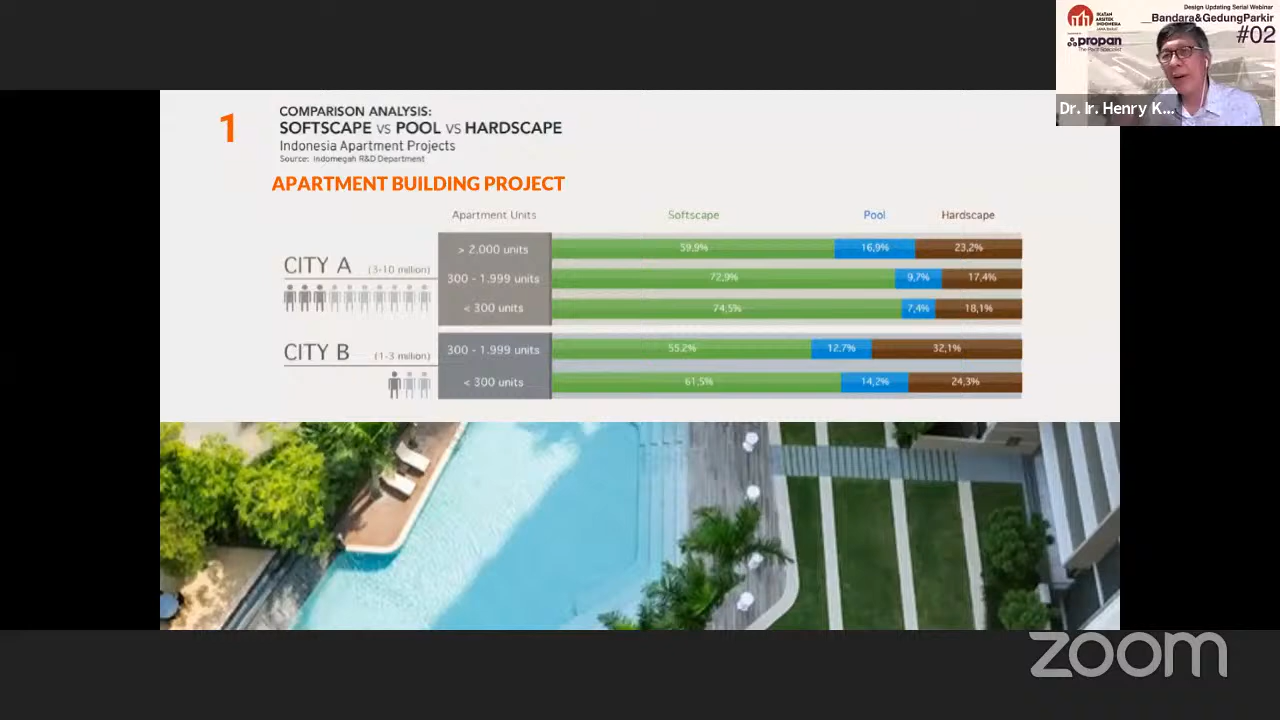 Design Updating Serial Webinar
IKATAN
ARSITEK
INDONESIA
Bandara&GedungParkir
#02
propan
Dr. Ir. Henry K...
1
COMPARISON ANALYSIS:
SOFTSCAPE VS POOL VS HARDSCAPE
Indonesia Apartment Projects
Source: Indomegah R&D Department
APARTMENT BUILDING PROJECT
Apartment Units Softscape Pool Hardscape
> 2.000 units 59,9% 16,9% 23,2%
CITY A (3-10 million)
300 - 1.999 units 72,9% 9,7% 17,4%
< 300 units 74,5% 7,4% 18,1%
CITY B (1-3 million)
300 - 1.999 units 55,2% 12,7% 32,1%
< 300 units 61,5% 14,2% 24,3%
zoom